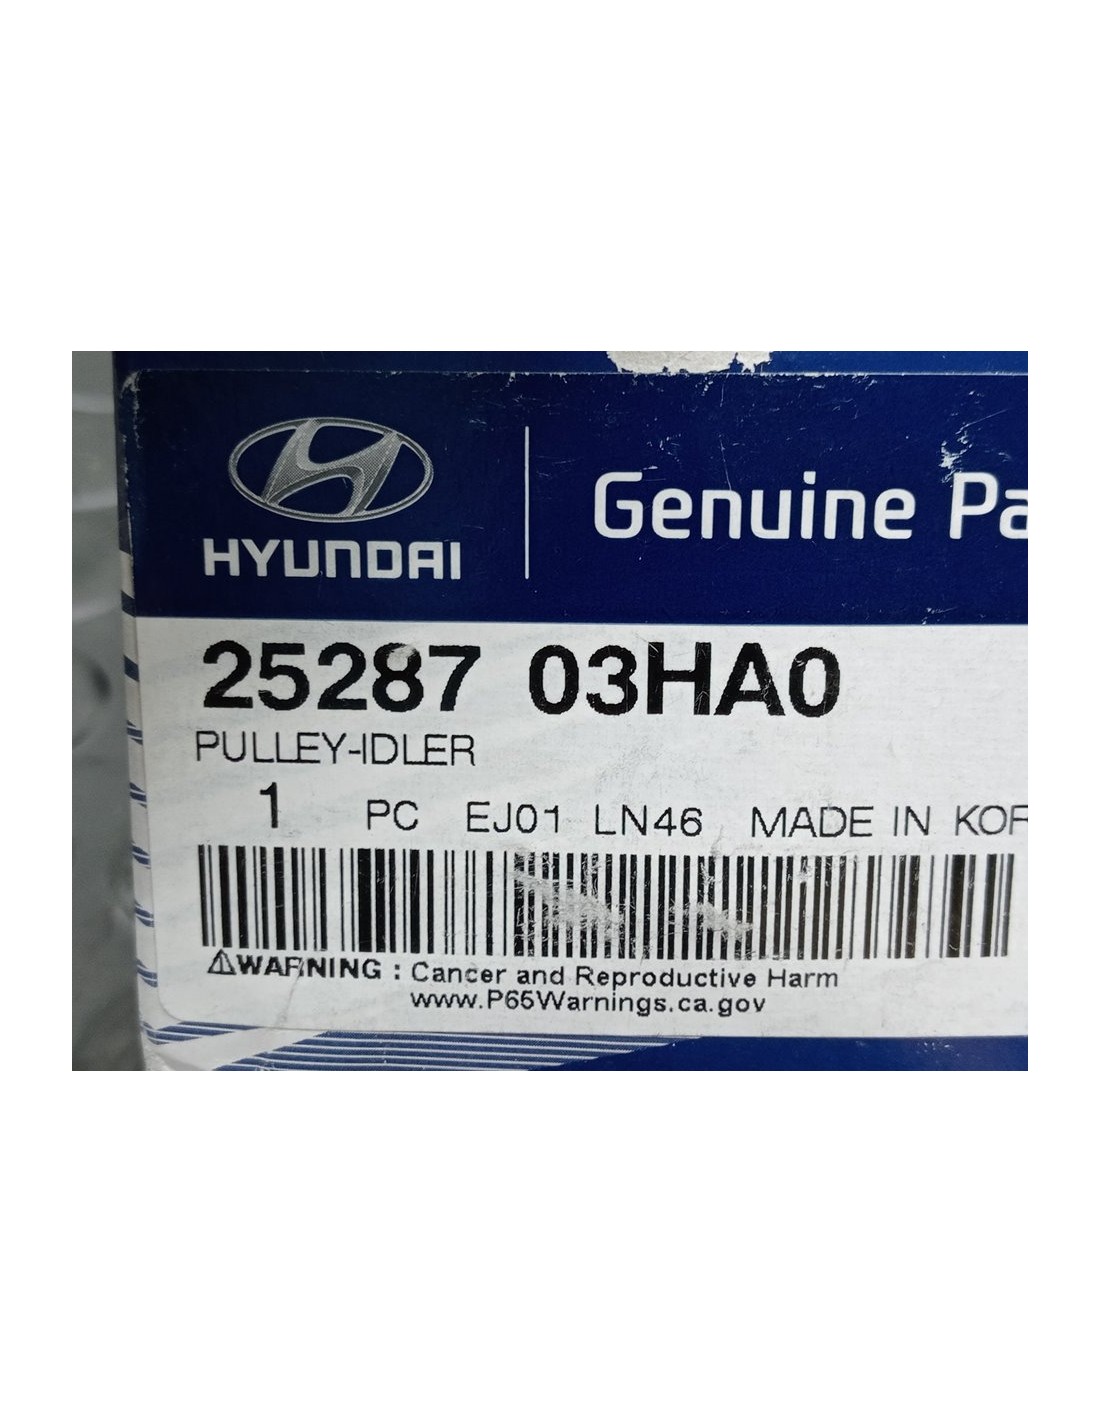 HYUNDAI
Genuine Pa
25287 03HA0
PULLEY-IDLER
1 PC EJ01 LN46 MADE IN KOR
⚠WARNING : Cancer and Reproductive Harm
www.P65Warnings.ca.gov